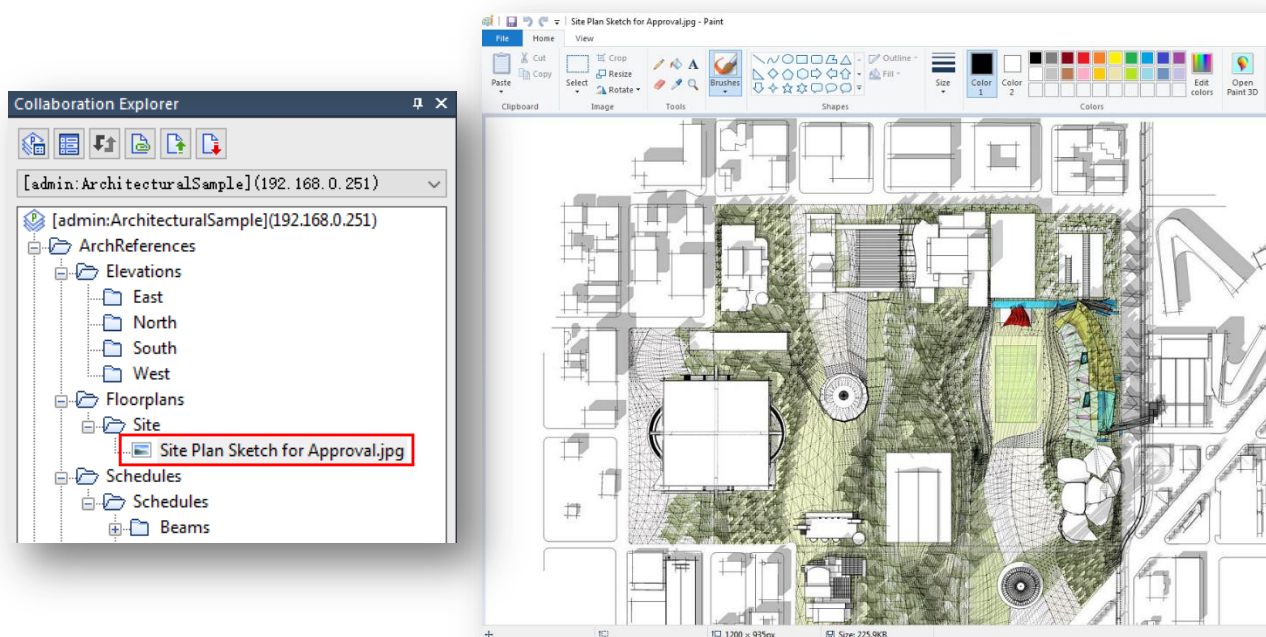 Collaboration Explorer
[admin:ArchitecturalSample](192.168.0.251)
[admin:ArchitecturalSample](192.168.0.251)
ArchReferences
Elevations
East
North
South
West
Floorplans
Site
Site Plan Sketch for Approval.jpg
Schedules
Schedules
Beams
Site Plan Sketch for Approval.jpg - Paint
File Home View
Paste
Cut
Copy
Clipboard
Select
Crop
Resize
Rotate
Image
A
Tools
Brushes
Outline
Fill
Shapes
Size
Color 1
Color 2
Edit colors
Colors
Open Paint 3D
1200 × 935px
Size: 225.9KB